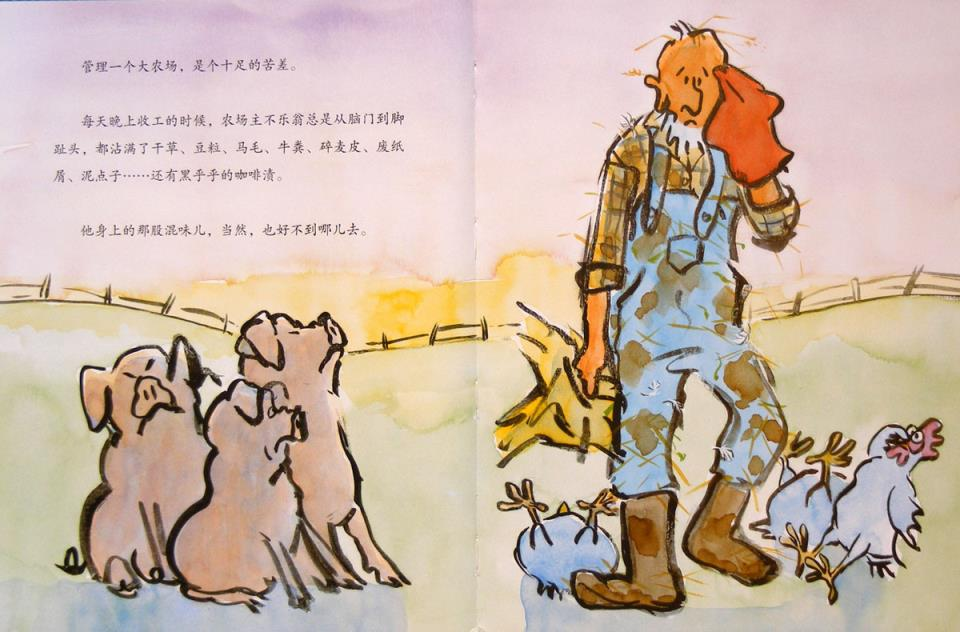 管理一个大农场，是个十足的苦差。
每天晚上收工的时候，农场主不乐翁总是从脑门到脚
趾头，都沾满了干草、豆粒、马毛、牛粪、碎麦皮、废纸
屑、泥点子……还有黑乎乎的咖啡渍。
他身上的那股混味儿，当然，也好不到哪儿去。